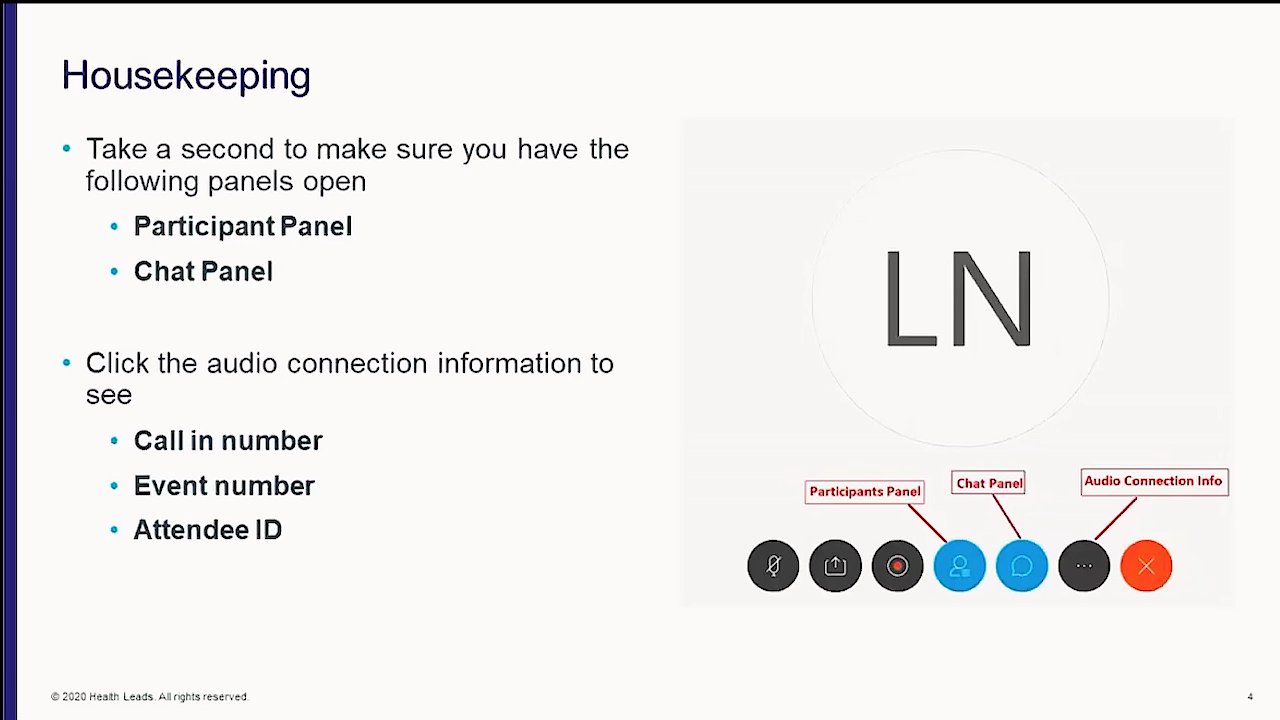 Housekeeping
Take a second to make sure you have the
following panels open
Participant Panel
Chat Panel
Click the audio connection information to
see
Call in number
Event number
Attendee ID
LN
Participants Panel
Chat Panel
Audio Connection Info
© 2020 Health Leads. All rights reserved.
4